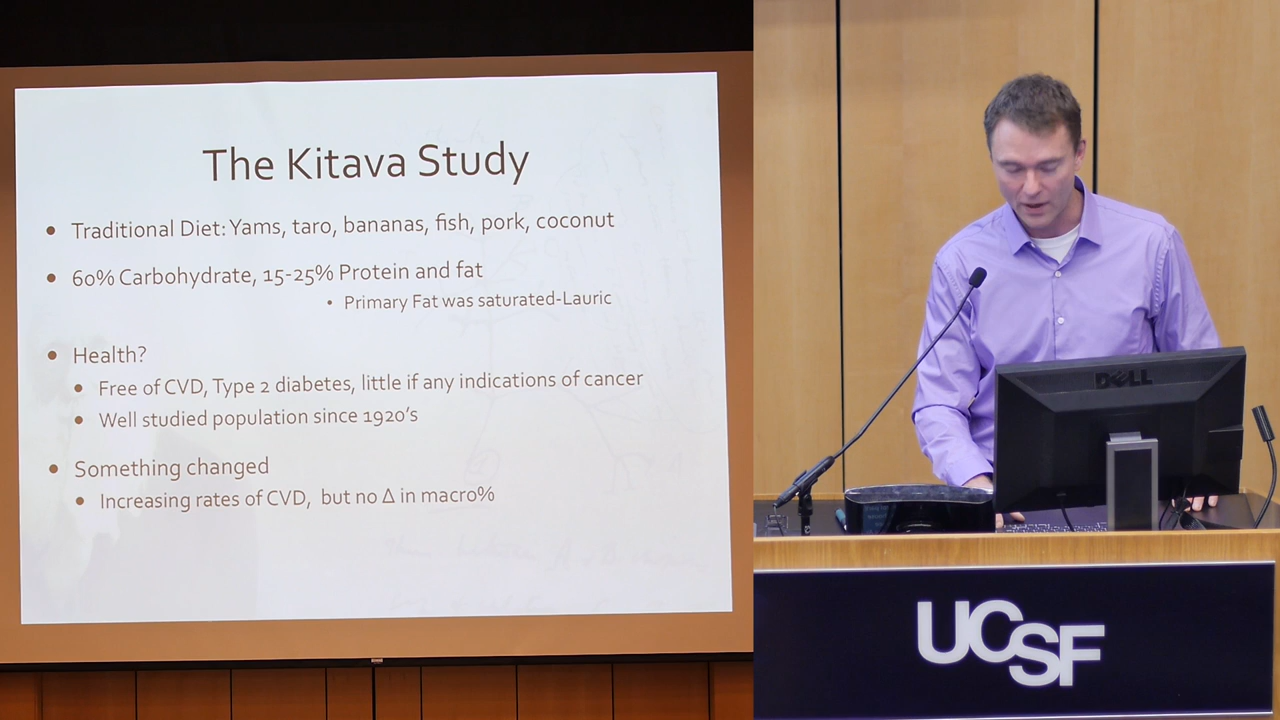 The Kitava Study
Traditional Diet: Yams, taro, bananas, fish, pork, coconut
60% Carbohydrate, 15-25% Protein and fat
Primary Fat was saturated-Lauric
Health?
Free of CVD, Type 2 diabetes, little if any indications of cancer
Well studied population since 1920's
Something changed
Increasing rates of CVD, but no Δ in macro%
DELL
UCSF